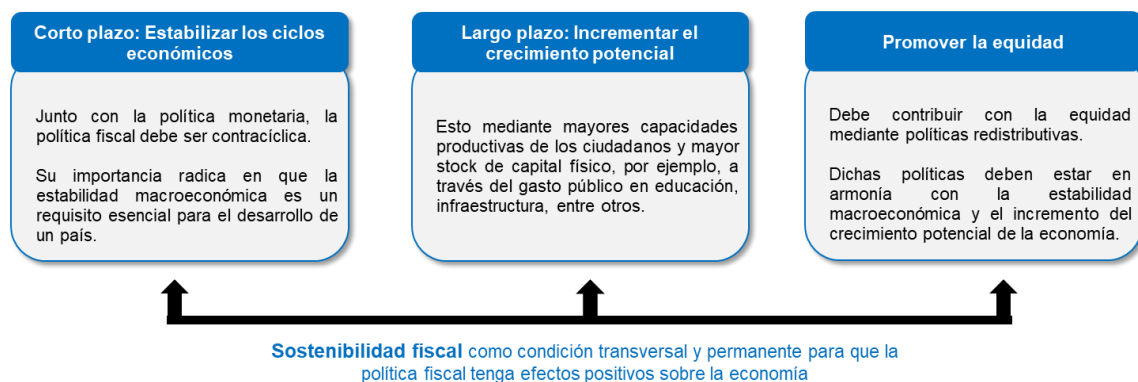 Corto plazo: Estabilizar los ciclos
económicos
Junto con la política monetaria, la
política fiscal debe ser contracíclica.
Su importancia radica en que la
estabilidad macroeconómica es un
requisito esencial para el desarrollo de
un país.
Largo plazo: Incrementar el
crecimiento potencial
Esto mediante mayores capacidades
productivas de los ciudadanos y mayor
stock de capital físico, por ejemplo, a
través del gasto público en educación,
infraestructura, entre otros.
Promover la equidad
Debe contribuir con la equidad
mediante políticas redistributivas.
Dichas políticas deben estar en
armonía con la estabilidad
macroeconómica y el incremento del
crecimiento potencial de la economía.
Sostenibilidad fiscal como condición transversal y permanente para que la
política fiscal tenga efectos positivos sobre la economía